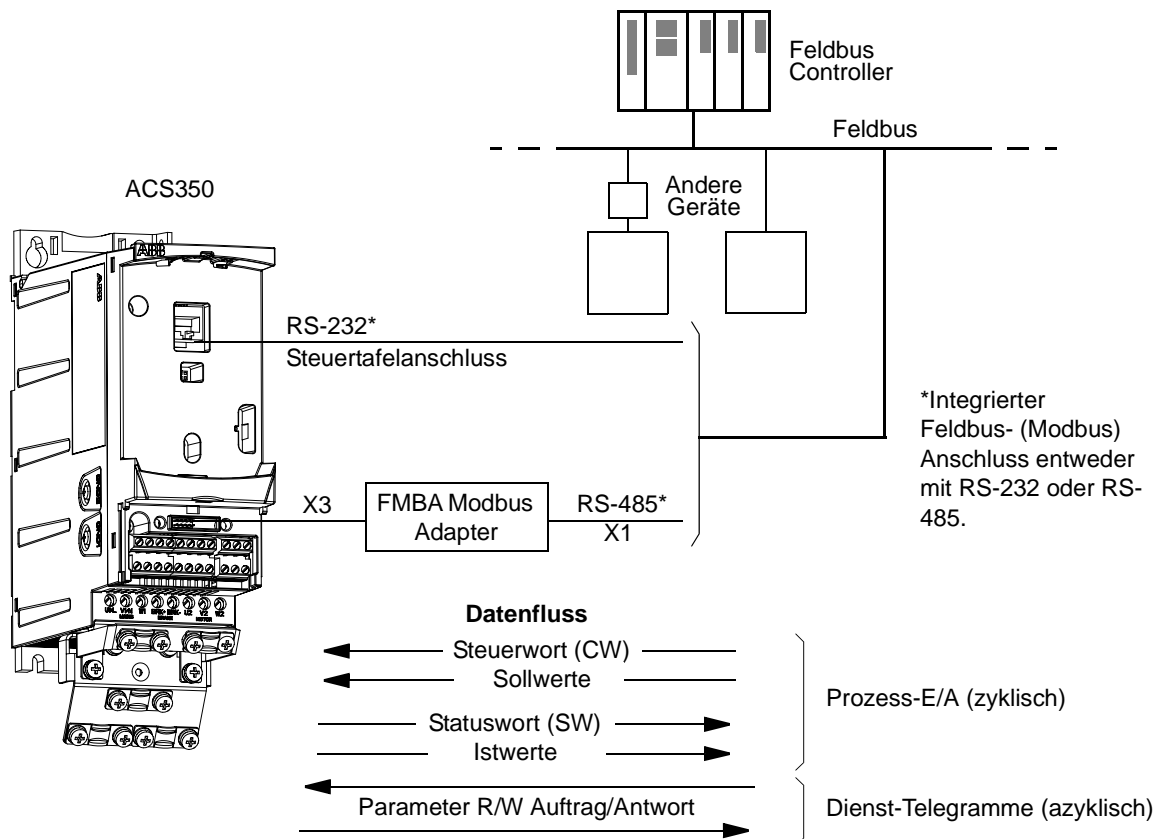 Feldbus
Controller
Feldbus
Andere
Geräte
ACS350
ABB
ABB
RS-232*
Steuertafelanschluss
*Integrierter
Feldbus- (Modbus)
Anschluss entweder
mit RS-232 oder RS-
485.
X3
FMBA Modbus
Adapter
RS-485*
X1
Datenfluss
Steuerwort (CW)
Sollwerte
Prozess-E/A (zyklisch)
Statuswort (SW)
Istwerte
Parameter R/W Auftrag/Antwort
Dienst-Telegramme (azyklisch)